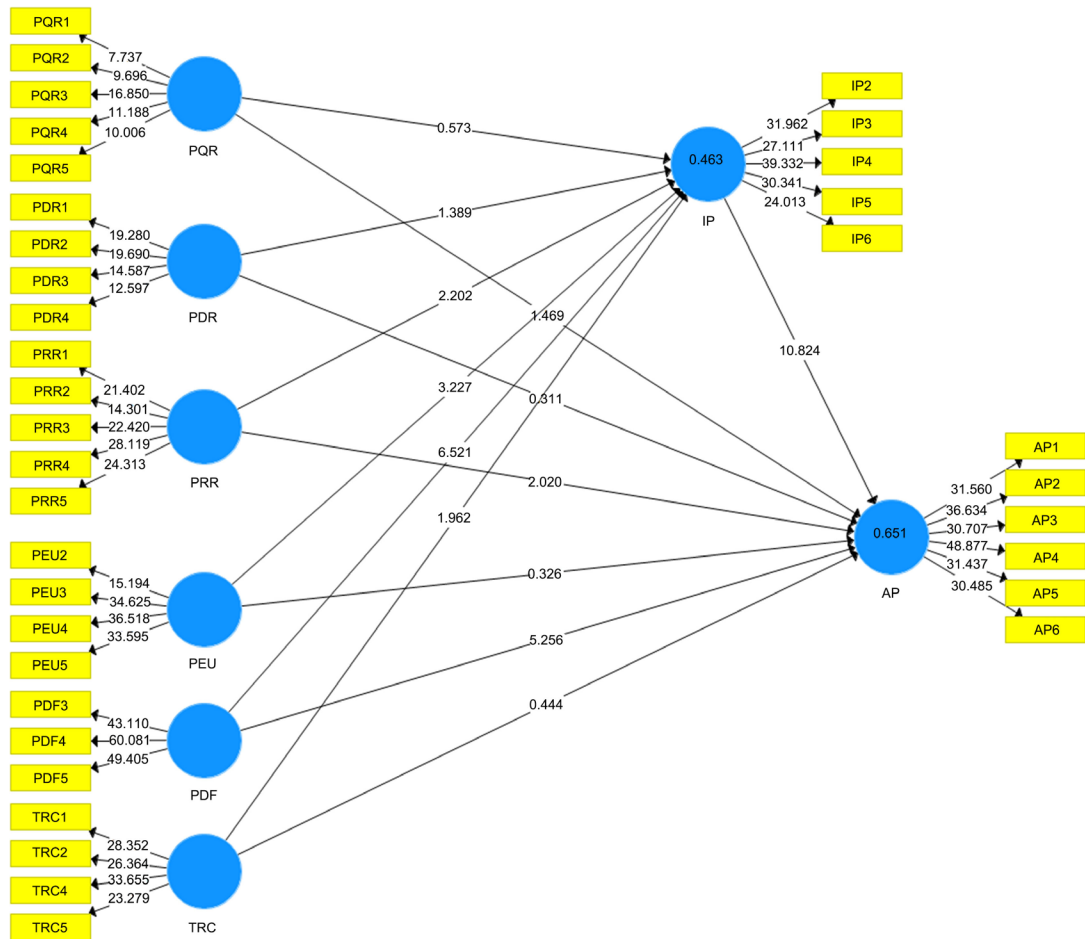 PQR1
PQR2
PQR3
PQR4
PQR5
7.737
9.696
16.850
11.188
10.006
PQR
PDR1
PDR2
PDR3
PDR4
19.280
19.690
14.587
12.597
PDR
PRR1
PRR2
PRR3
PRR4
PRR5
21.402
14.301
22.420
28.119
24.313
PRR
PEU2
PEU3
PEU4
PEU5
15.194
34.625
36.518
33.595
PEU
PDF3
PDF4
PDF5
43.110
60.081
49.405
PDF
TRC1
TRC2
TRC4
TRC5
28.352
26.364
33.655
23.279
TRC
0.573
1.389
2.202
1.469
3.227
0.311
6.521
2.020
1.962
0.326
5.256
0.444
10.824
0.463
IP
31.962
27.111
39.332
30.341
24.013
IP2
IP3
IP4
IP5
IP6
0.651
AP
31.560
36.634
30.707
48.877
31.437
30.485
AP1
AP2
AP3
AP4
AP5
AP6